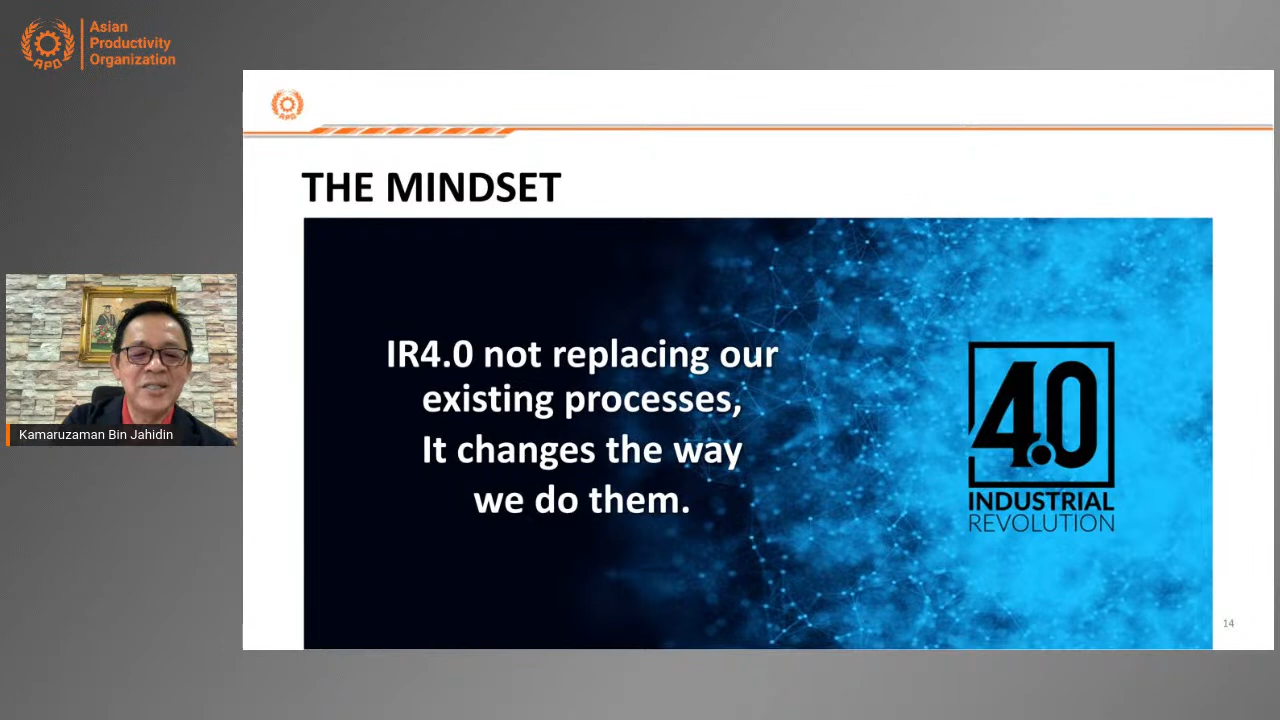 Asian
Productivity
Organization
APO
APO
THE MINDSET
IR4.0 not replacing our
existing processes,
It changes the way
we do them.
4.0
INDUSTRIAL
REVOLUTION
Kamaruzaman Bin Jahidin
14